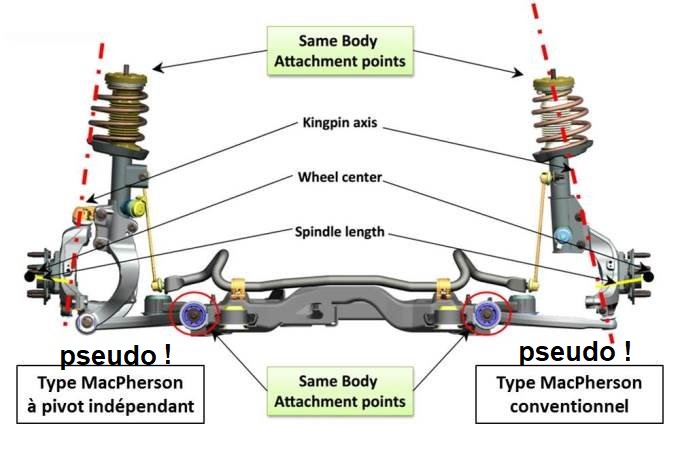 Same Body
Attachment points
Kingpin axis
Wheel center
Spindle length
pseudo !
pseudo !
Type MacPherson
à pivot indépendant
Same Body
Attachment points
Type MacPherson
conventionnel